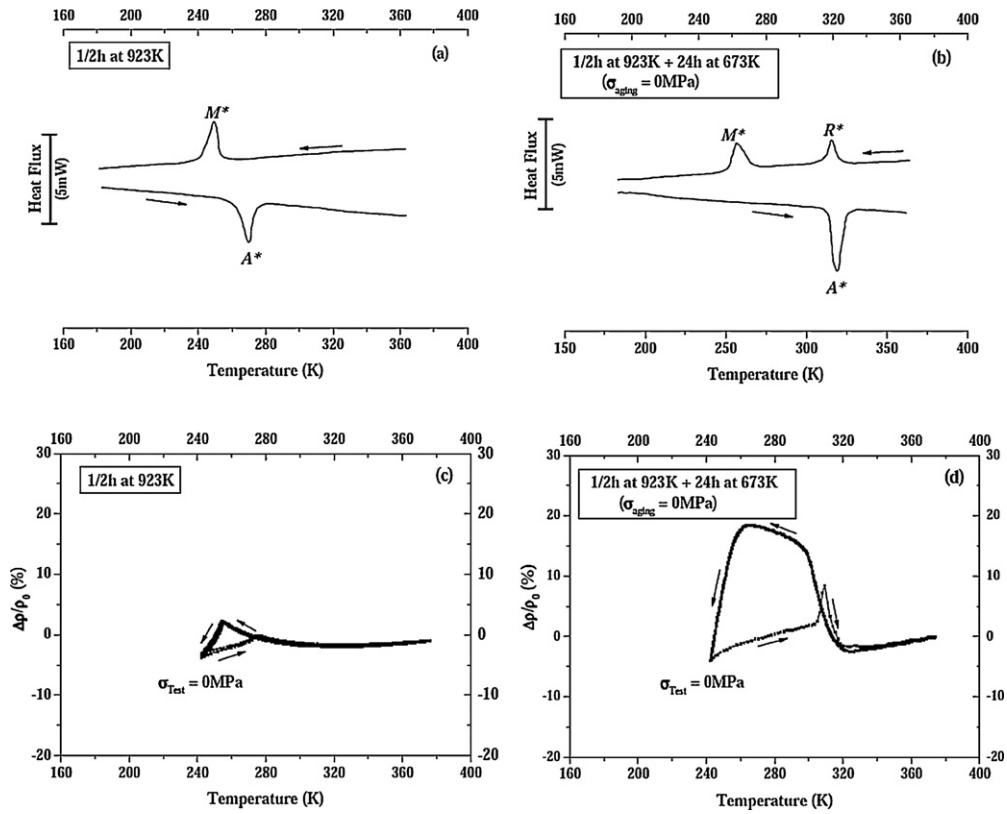 160 200 240 280 320 360 400
(a)
1/2h at 923K
M*
Heat Flux
(5mW)
A*
160 200 240 280 320 360 400
Temperature (K)
160 200 240 280 320 360 400
(b)
1/2h at 923K + 24h at 673K
(σaging = 0MPa)
M* R*
Heat Flux
(5mW)
A*
150 200 250 300 350 400
Temperature (K)
160 200 240 280 320 360 400
30 30
(c)
1/2h at 923K
20 20
10 10
Δρ/ρ0 (%)
0 0
-10 -10
σTest = 0MPa
-20 -20
160 200 240 280 320 360 400
Temperature (K)
160 200 240 280 320 360 400
30 30
(d)
1/2h at 923K + 24h at 673K
(σaging = 0MPa)
20 20
10 10
Δρ/ρ0 (%)
0 0
-10 -10
σTest = 0MPa
-20 -20
160 200 240 280 320 360 400
Temperature (K)